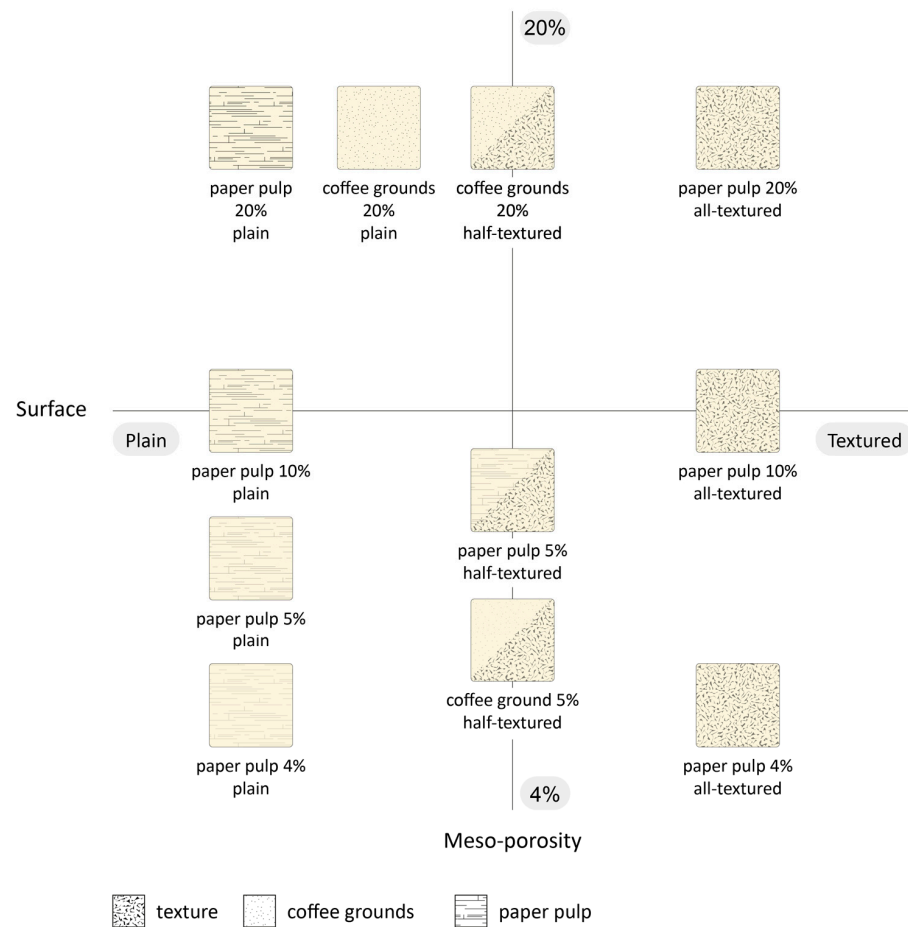 20%
paper pulp
20%
plain
coffee grounds
20%
plain
coffee grounds
20%
half-textured
paper pulp 20%
all-textured
Surface
Plain
Textured
paper pulp 10%
plain
paper pulp 10%
all-textured
paper pulp 5%
half-textured
paper pulp 5%
plain
coffee ground 5%
half-textured
paper pulp 4%
plain
paper pulp 4%
all-textured
4%
Meso-porosity
texture
coffee grounds
paper pulp